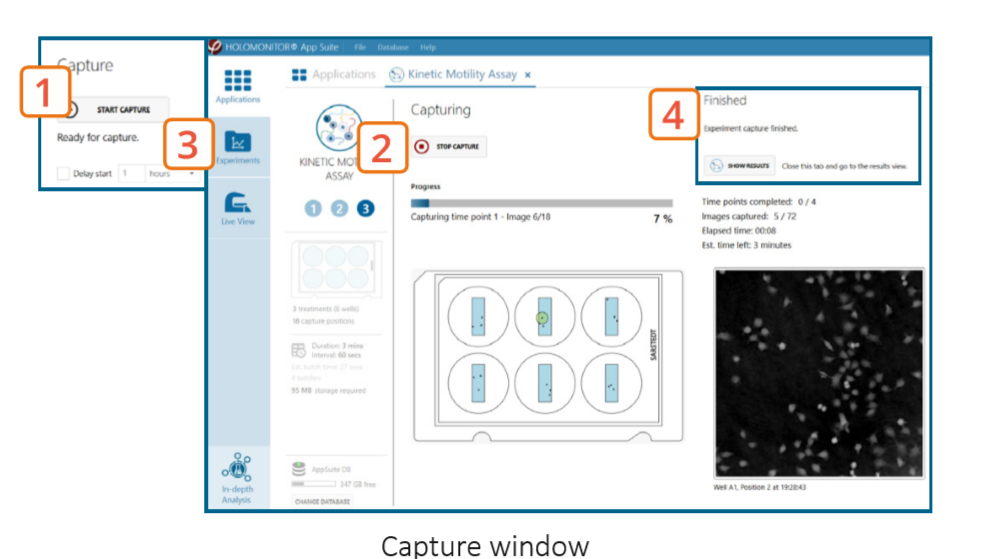 HOLOMONITOR® App Suite File Database Help
Capture
1
START CAPTURE
Ready for capture.
3
Delay start 1 hours
Applications
Experiments
Live View
In-depth
Analysis
Applications Kinetic Motility Assay ×
KINETIC MOT
ASSAY
2
1 2 3
3 treatments (6 wells)
18 capture positions
Duration: 3 mins
Interval: 60 secs
95 MB storage required
AppSuite DB
347 GB free
CHANGE DATABASE
Capturing
STOP CAPTURE
Progress
Capturing time point 1 - Image 6/18 7 %
SARSTEDT
4
Finished
Experiment capture finished.
SHOW RESULTS Close this tab and go to the results view.
Time points completed: 0 / 4
Images captured: 5 / 72
Elapsed time: 00:08
Est. time left: 3 minutes
Well A1, Position 2 at 19:28:43
Capture window